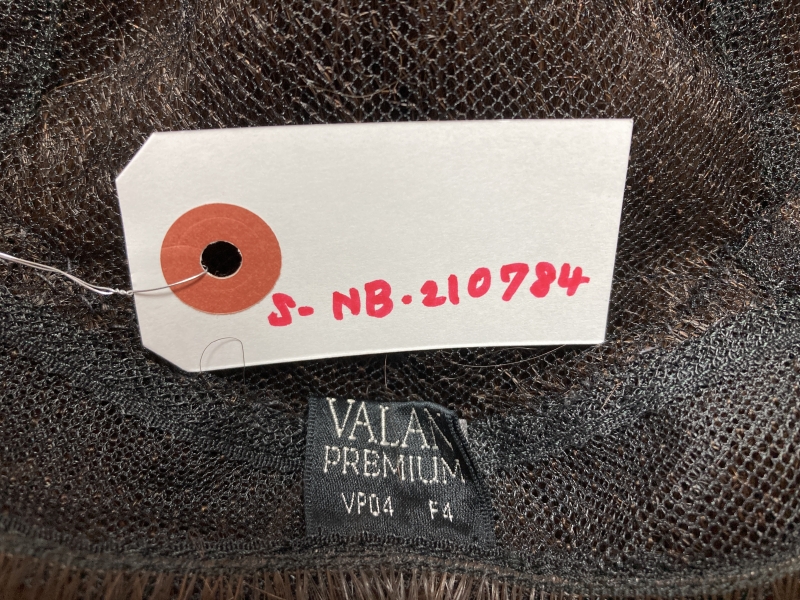 S-NB.210784
VALAN
PREMIUM
VP04 F4